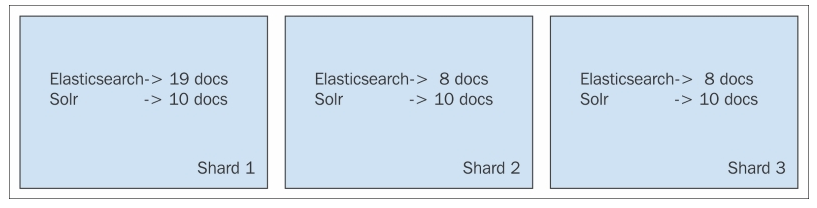 Elasticsearch-> 19 docs
Solr -> 10 docs
Shard 1
Elasticsearch-> 8 docs
Solr -> 10 docs
Shard 2
Elasticsearch-> 8 docs
Solr -> 10 docs
Shard 3